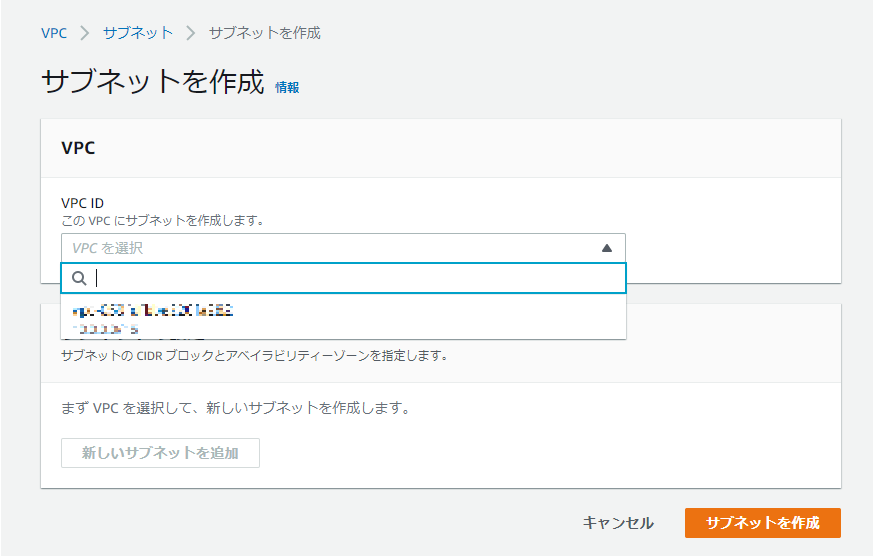 VPC > サブネット > サブネットを作成
サブネットを作成 情報
VPC
VPC ID
この VPC にサブネットを作成します。
VPC を選択
サブネットの CIDR ブロックとアベイラビリティーゾーンを指定します。
まず VPC を選択して、新しいサブネットを作成します。
新しいサブネットを追加
キャンセル サブネットを作成